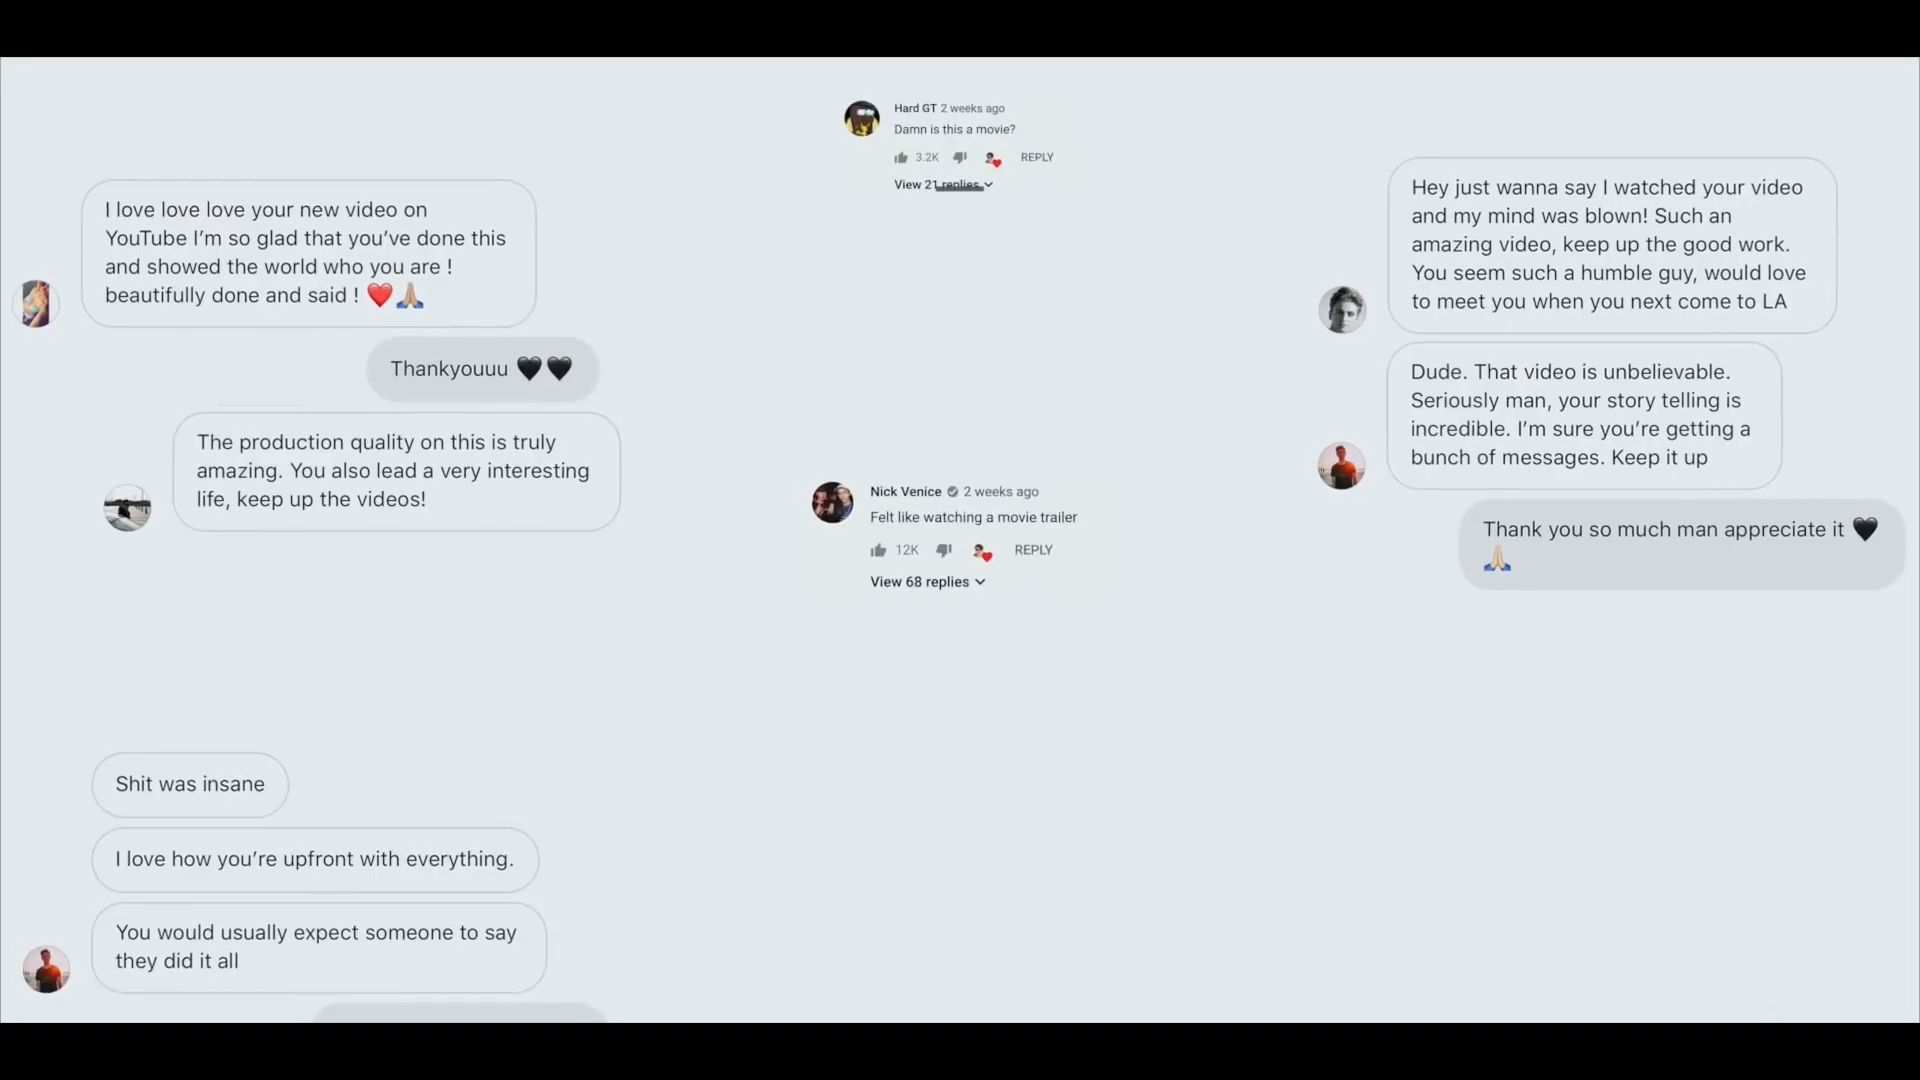 I love love love your new video on
YouTube I’m so glad that you’ve done this
and showed the world who you are !
beautifully done and said ! ❤️🙏🏼
Thankyouuu 🖤🖤
The production quality on this is truly
amazing. You also lead a very interesting
life, keep up the videos!
Shit was insane
I love how you’re upfront with everything.
You would usually expect someone to say
they did it all
Hard GT 2 weeks ago
Damn is this a movie?
3.2K REPLY
View 21 replies
Nick Venice 2 weeks ago
Felt like watching a movie trailer
12K REPLY
View 68 replies
Hey just wanna say I watched your video
and my mind was blown! Such an
amazing video, keep up the good work.
You seem such a humble guy, would love
to meet you when you next come to LA
Dude. That video is unbelievable.
Seriously man, your story telling is
incredible. I’m sure you’re getting a
bunch of messages. Keep it up
Thank you so much man appreciate it 🖤
🙏🏼